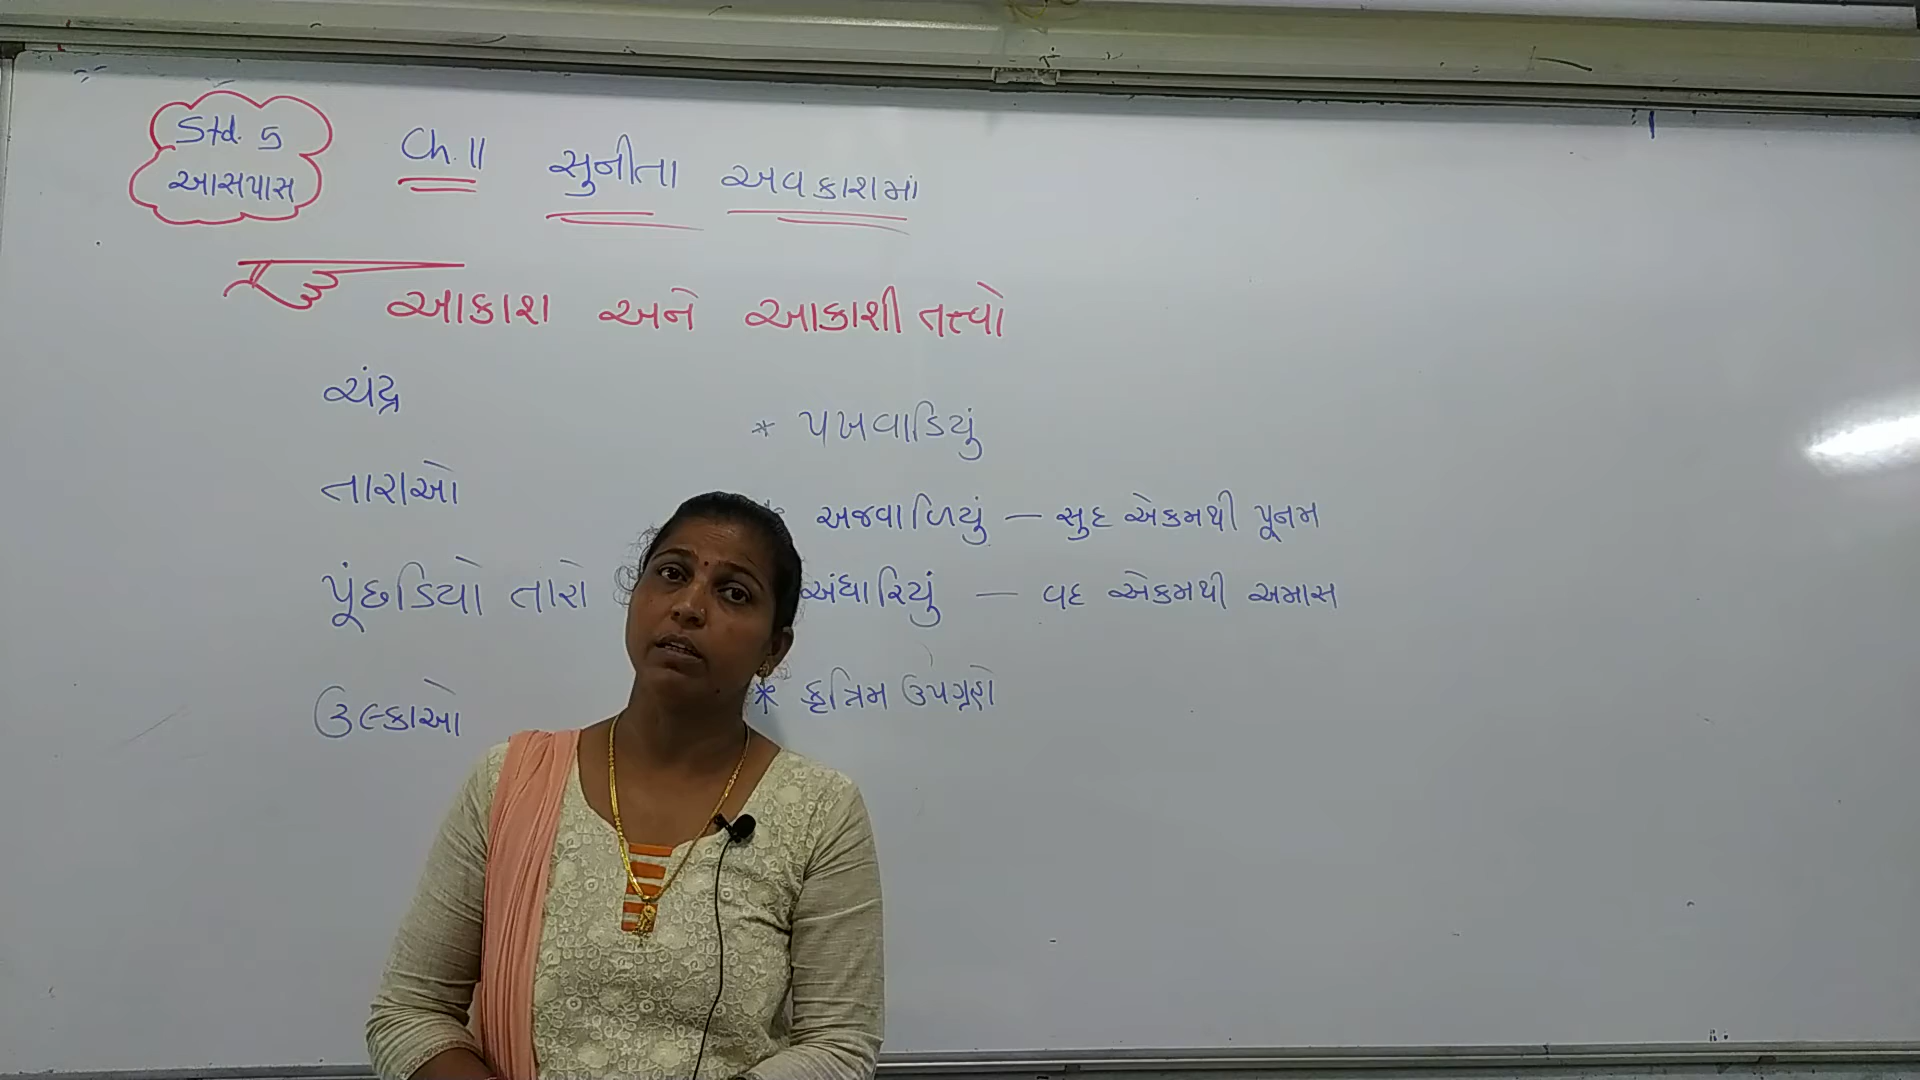 Std. 5
આસપાસ
Ch. 11 સુનીતા અવકાશમાં
આકાશ અને આકાશી તત્ત્વો
ચંદ્ર
તારાઓ
પૂંછડિયો તારો
ઉલ્કાઓ
* પખવાડિયું
* અજવાળિયું — સુદ એકમથી પૂનમ
અંધારિયું — વદ એકમથી અમાસ
* કૃત્રિમ ઉપગ્રહો